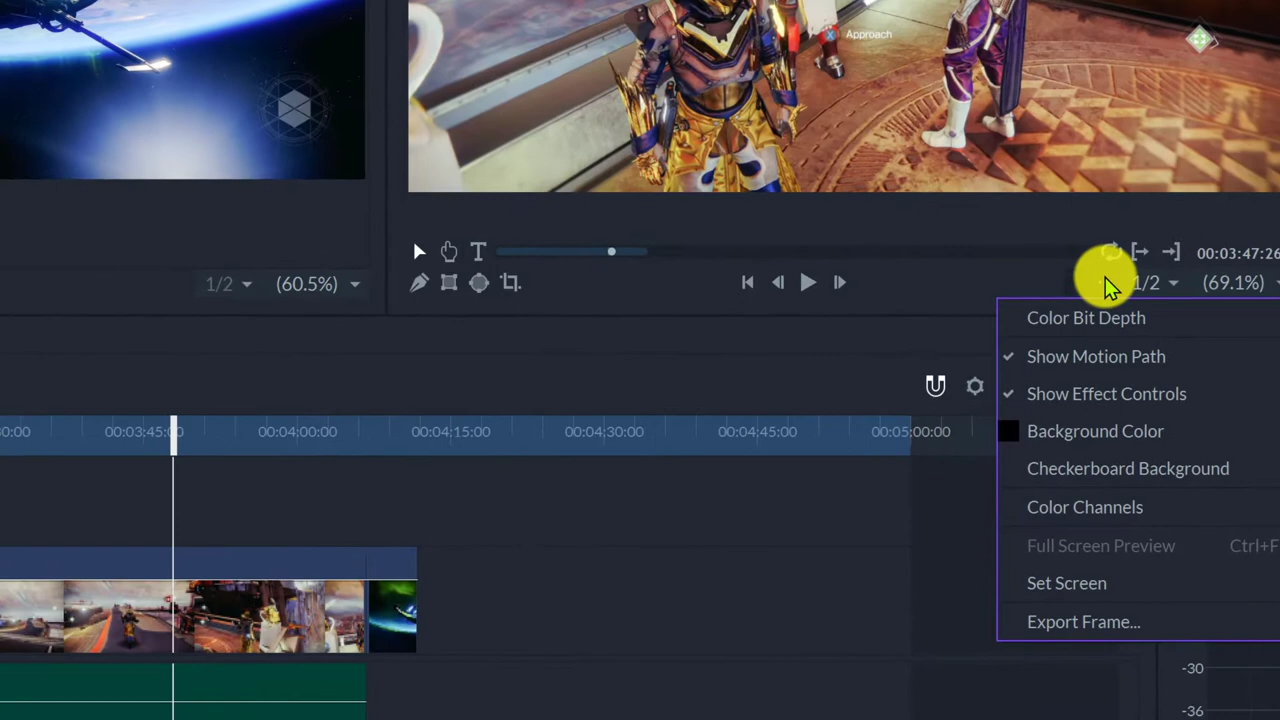 X Approach
T
00:03:47:26
1/2
(60.5%)
1/2
(69.1%)
Color Bit Depth
Show Motion Path
Show Effect Controls
Background Color
Checkerboard Background
Color Channels
Full Screen Preview Ctrl+F
Set Screen
Export Frame...
00:03:45:00
00:04:00:00
00:04:15:00
00:04:30:00
00:04:45:00
00:05:00:00
-30
-36